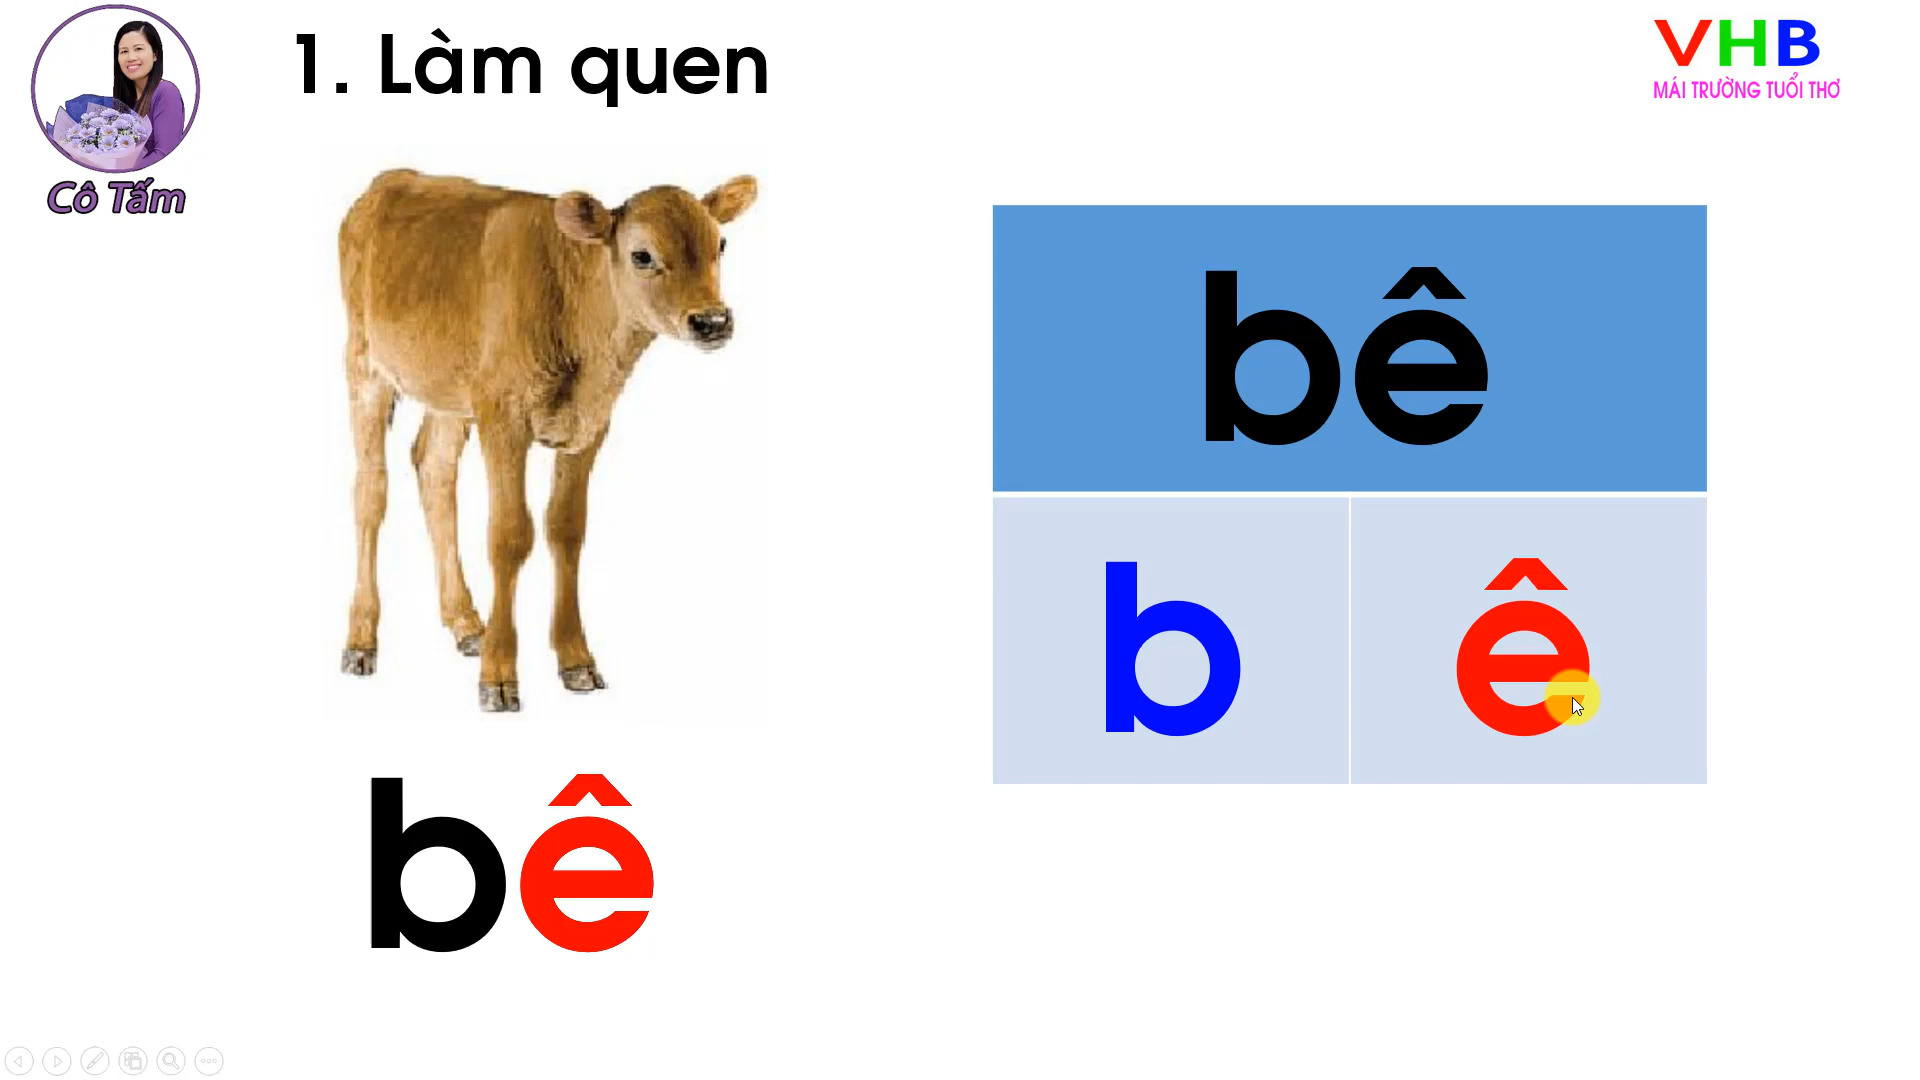 1. Làm quen
VHB
MÁI TRƯỜNG TUỔI THƠ
Cô Tấm
bê
b ê
bê